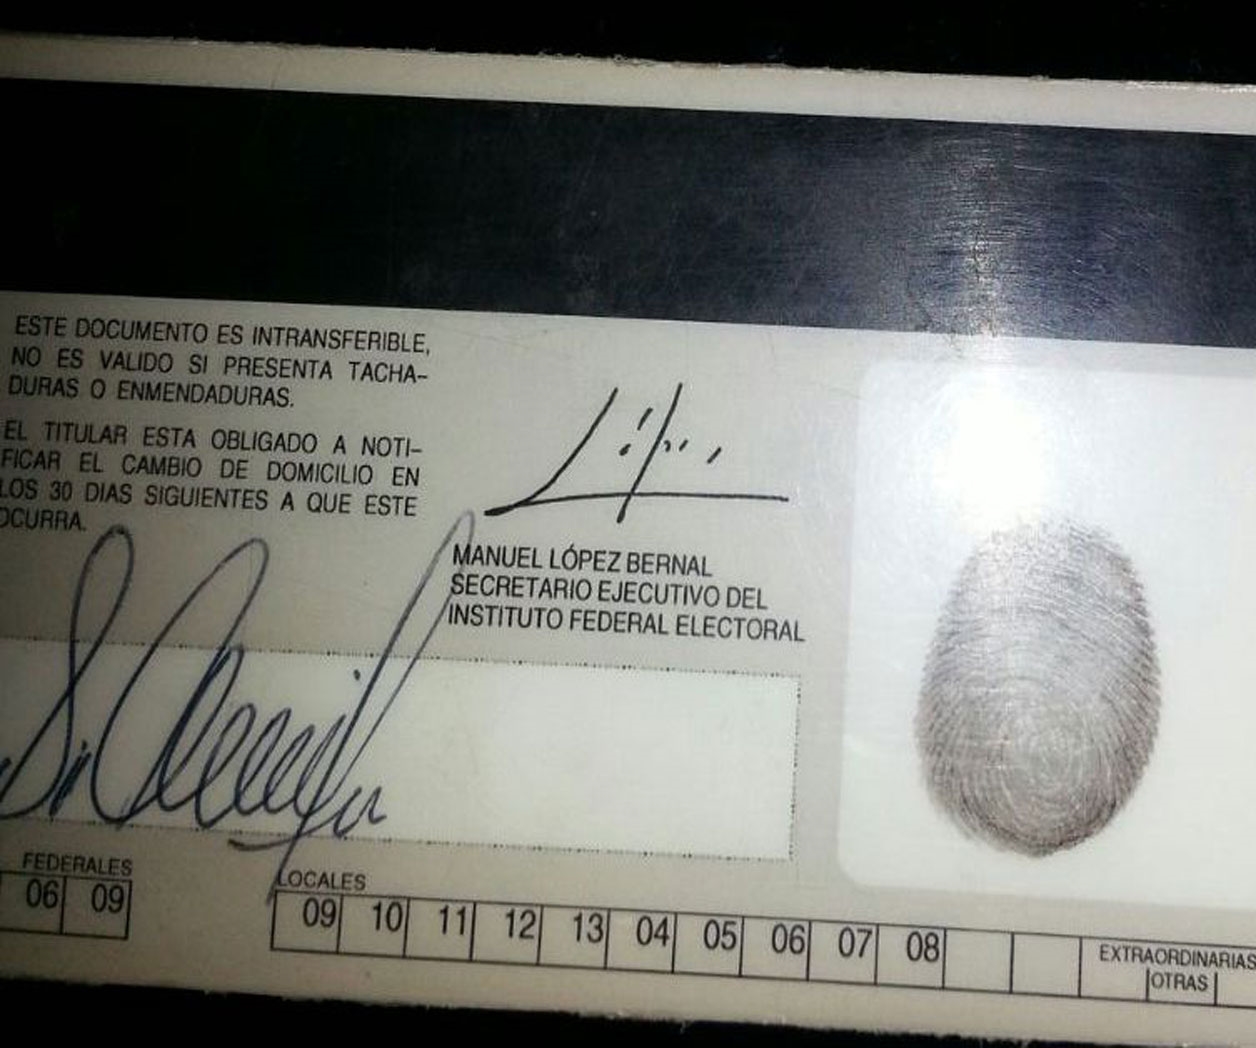 ESTE DOCUMENTO ES INTRANSFERIBLE,
NO ES VALIDO SI PRESENTA TACHA-
DURAS O ENMENDADURAS.
EL TITULAR ESTA OBLIGADO A NOTI-
FICAR EL CAMBIO DE DOMICILIO EN
LOS 30 DIAS SIGUIENTES A QUE ESTE
OCURRA.
MANUEL LÓPEZ BERNAL
SECRETARIO EJECUTIVO DEL
INSTITUTO FEDERAL ELECTORAL
FEDERALES
06 09
LOCALES
09 10 11 12 13 04 05 06 07 08
EXTRAORDINARIAS
OTRAS